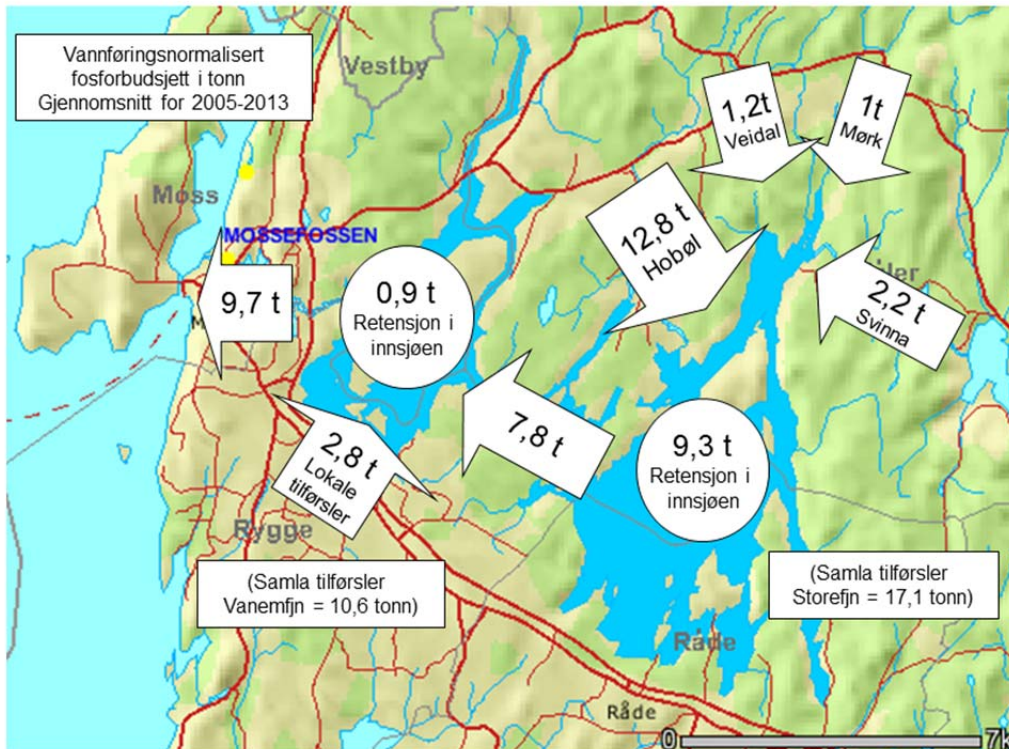 Vannføringsnormalisert
fosforbudsjett i tonn
Gjennomsnitt for 2005-2013
Vestby
1,2t
Veidal
1t
Mørk
Moss
MOSSEFOSSEN
12,8 t
Hobøl
9,7 t
0,9 t
Retensjon i
innsjøen
2,2 t
Svinna
7,8 t
2,8 t
Lokale
tilførsler
9,3 t
Retensjon i
innsjøen
Rygge
(Samla tilførsler
Vanemfjn = 10,6 tonn)
(Samla tilførsler
Storefjn = 17,1 tonn)
Råde
Råde
0
7k